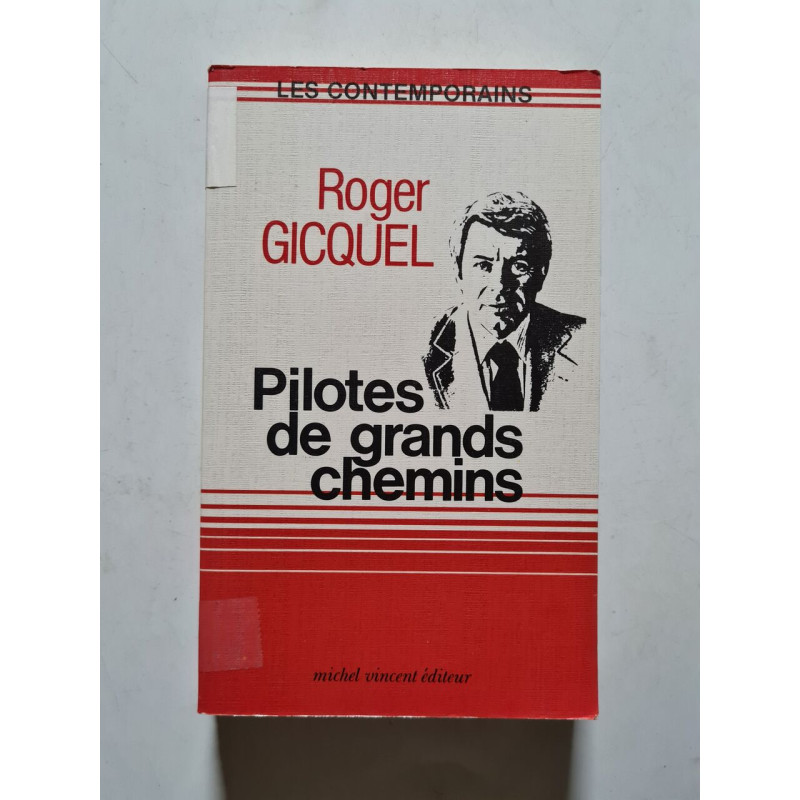 LES CONTEMPORAINS
Roger
GICQUEL
Pilotes
de grands
chemins
michel vincent éditeur